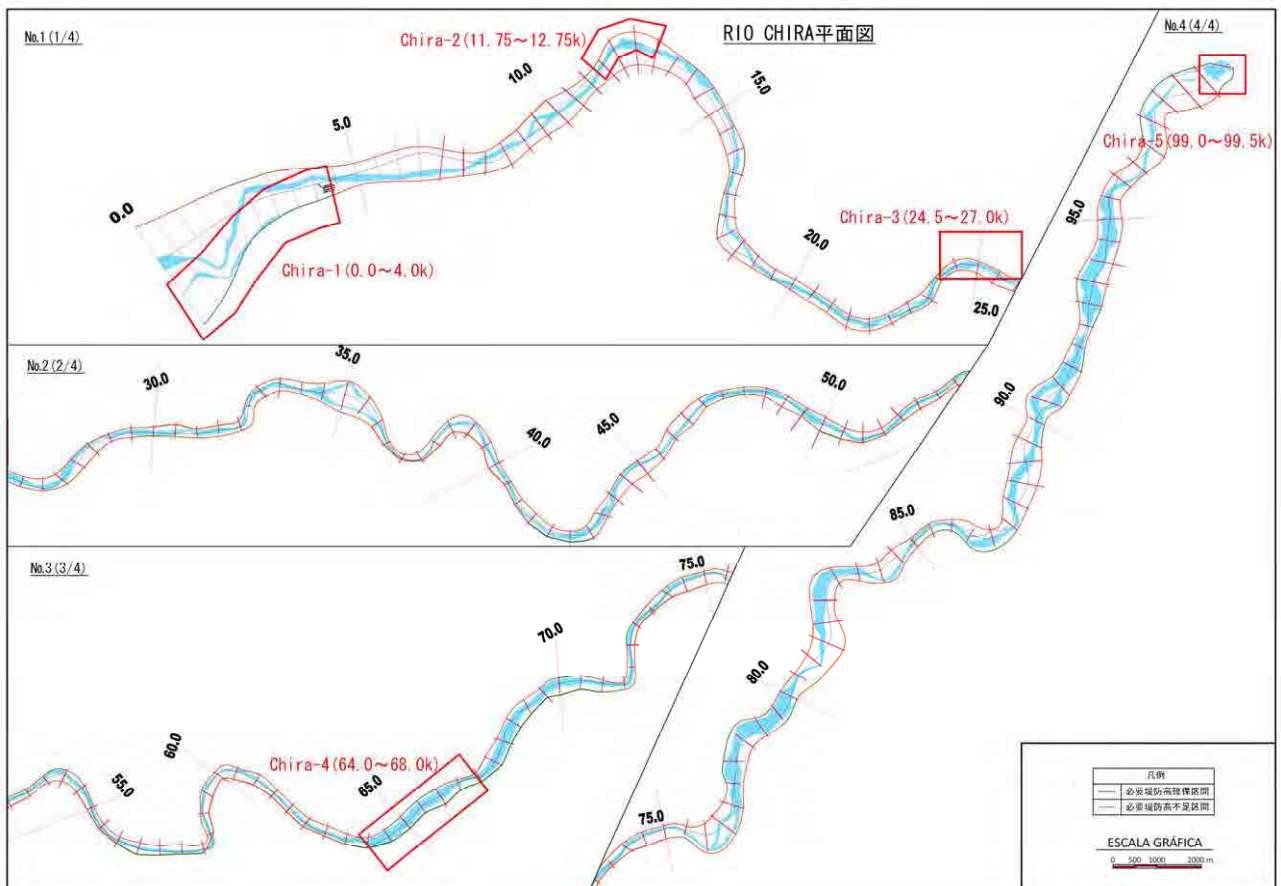 RIO CHIRA平面図
No.1 (1/4)
Chira-2(11.75～12.75k)
10.0
15.0
5.0
0.0
Chira-1(0.0～4.0k)
Chira-3(24.5～27.0k)
20.0
25.0
No.2 (2/4)
30.0
35.0
40.0
45.0
50.0
No.3 (3/4)
55.0
60.0
Chira-4(64.0～68.0k)
65.0
70.0
75.0
No.4 (4/4)
Chira-5(99.0～99.5k)
95.0
90.0
85.0
80.0
75.0
凡例
必要堤防高確保区間
必要堤防高不足区間
ESCALA GRÁFICA
0 500 1000 2000 m.